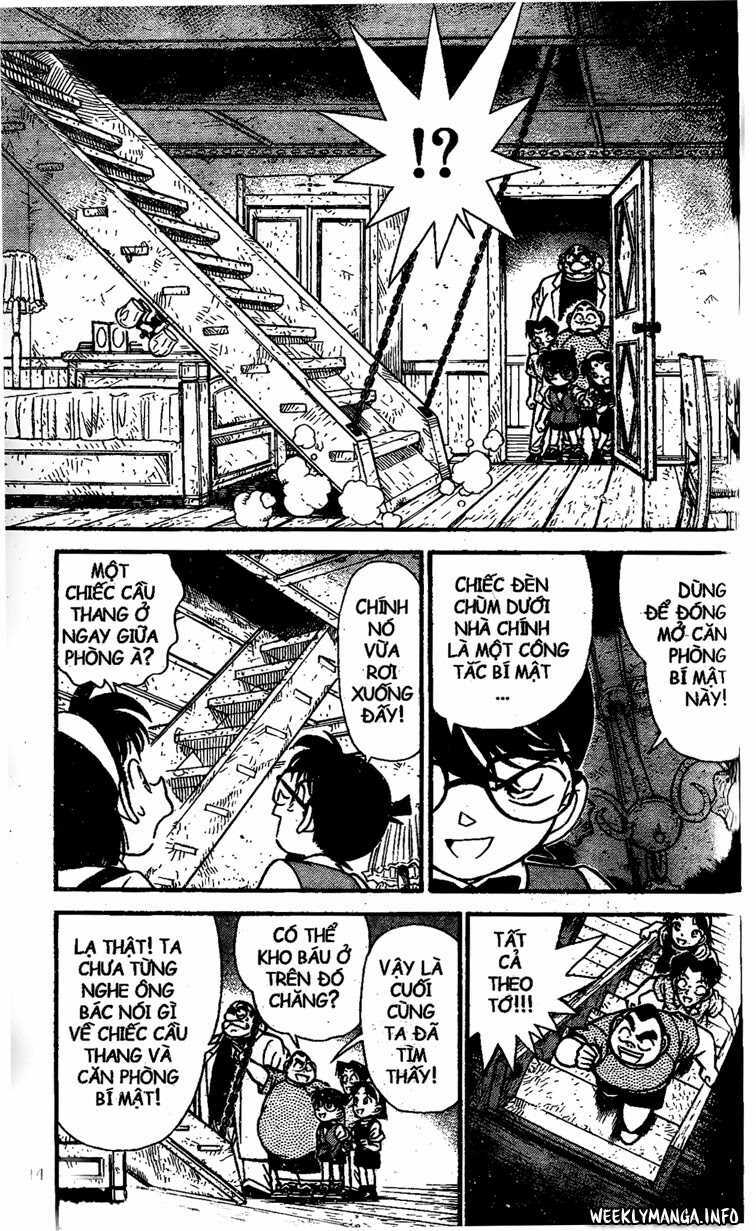 !?
MỘT
CHIẾC CẦU
THANG Ở
NGAY GIỮA
PHÒNG À?
CHÍNH
NÓ
VỪA
RƠI
XUỐNG
ĐẤY!
CHIẾC ĐÈN
CHÙM DƯỚI
NHÀ CHÍNH
LÀ MỘT CÔNG
TẮC BÍ MẬT
...
DÙNG
ĐỂ ĐÓNG
MỞ CĂN
PHÒNG
BÍ MẬT
NÀY!
LẠ THẬT! TA
CHƯA TỪNG
NGHE ÔNG
BÁC NÓI GÌ
VỀ CHIẾC CẦU
THANG VÀ
CĂN PHÒNG
BÍ MẬT!
CÓ THỂ
KHO BÁU Ở
TRÊN ĐÓ
CHĂNG?
VẬY LÀ
CUỐI
CÙNG
TA ĐÃ
TÌM
THẤY!
TẤT
CẢ
THEO
TỚ!!!
14
WEEKLYMANGA.INFO